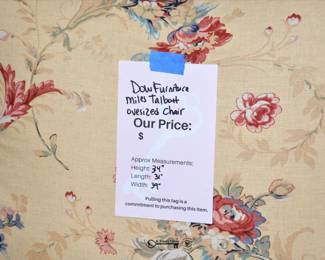 Dow Furniture
miles Talbott
oversized Chair
Our Price:
$
Approx Measurements:
Height: 34"
Length: 31"
Width: 39"
Pulling this tag is a
commitment to purchasing this item.